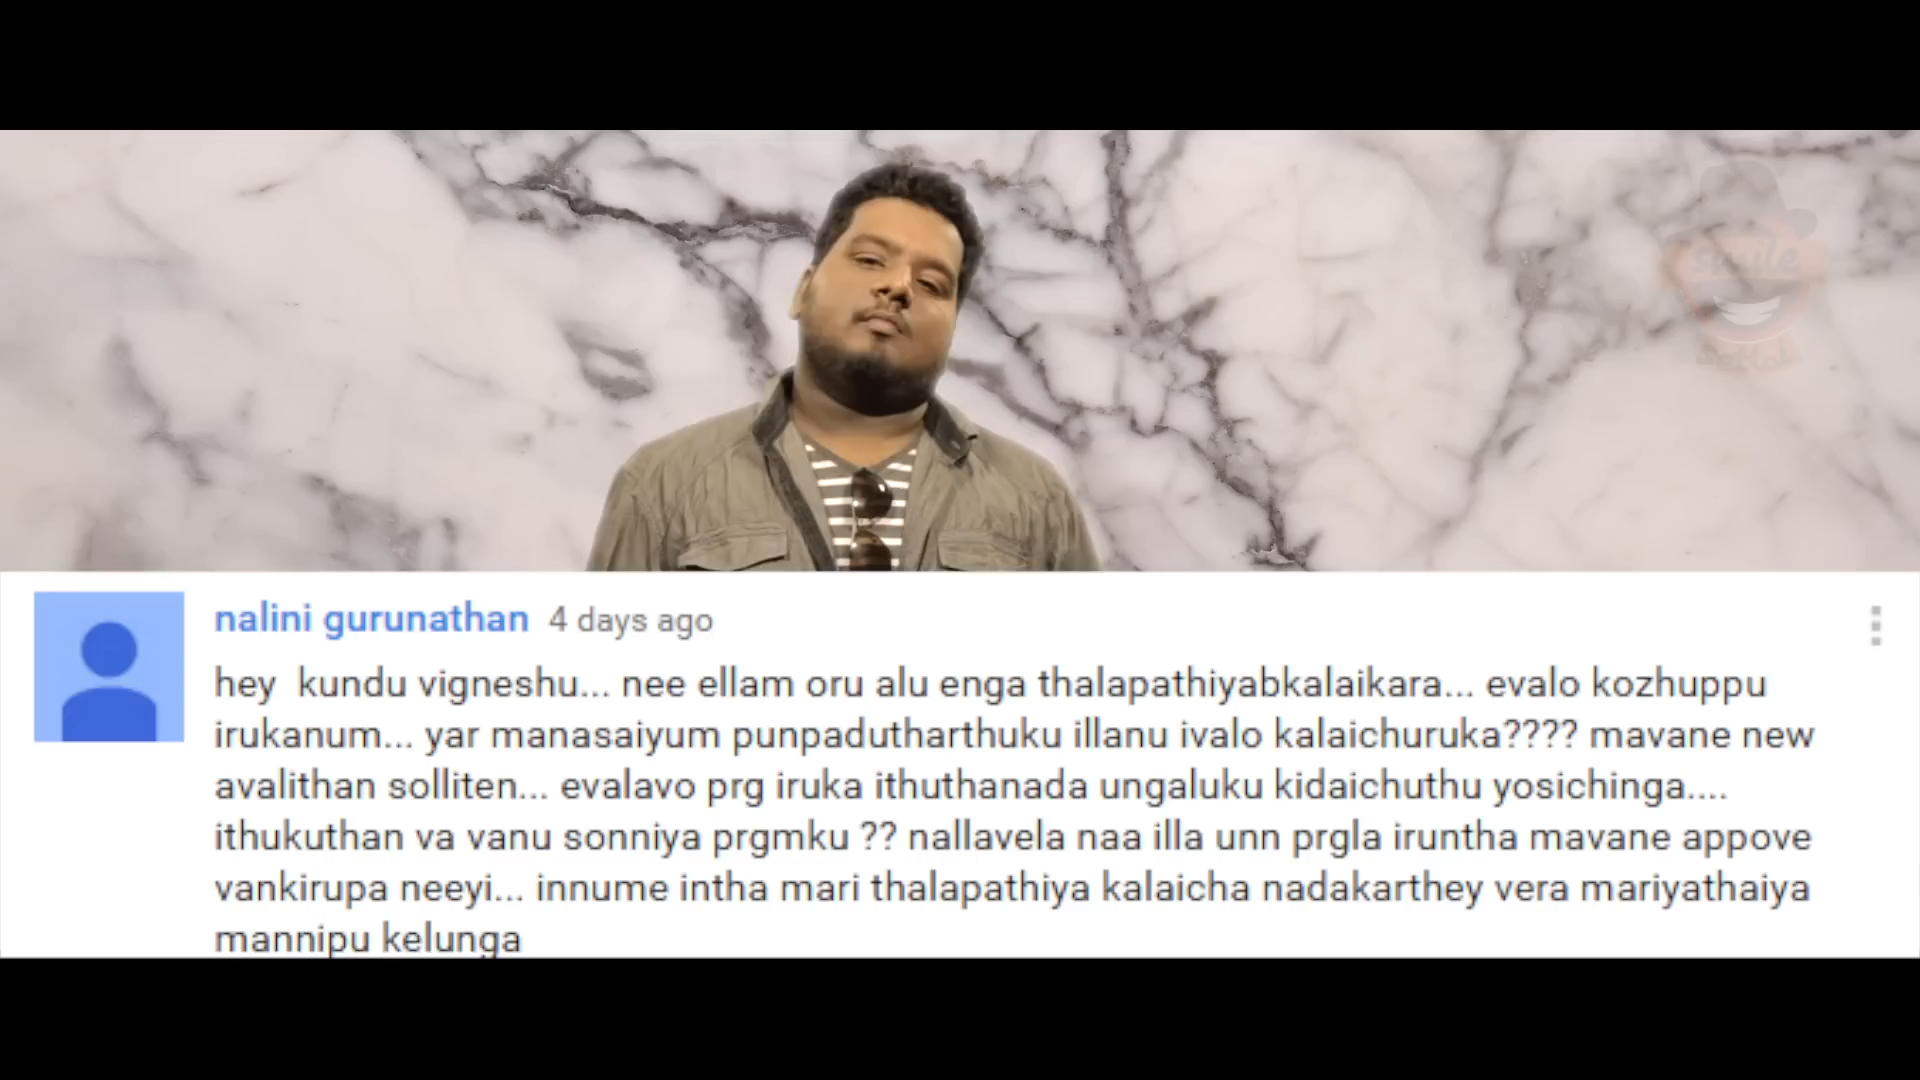 smile
settai
nalini gurunathan 4 days ago
hey kundu vigneshu... nee ellam oru alu enga thalapathiyabkalaikara... evalo kozhuppu
irukanum... yar manasaiyum punpadutharthuku illanu ivalo kalaichuruka???? mavane new
avalithan solliten... evalavo prg iruka ithuthanada ungaluku kidaichuthu yosichinga....
ithukuthan va vanu sonniya prgmku ?? nallavela naa illa unn prgla iruntha mavane appove
vankirupa neeyi... innume intha mari thalapathiya kalaicha nadakarthey vera mariyathaiya
mannipu kelunga